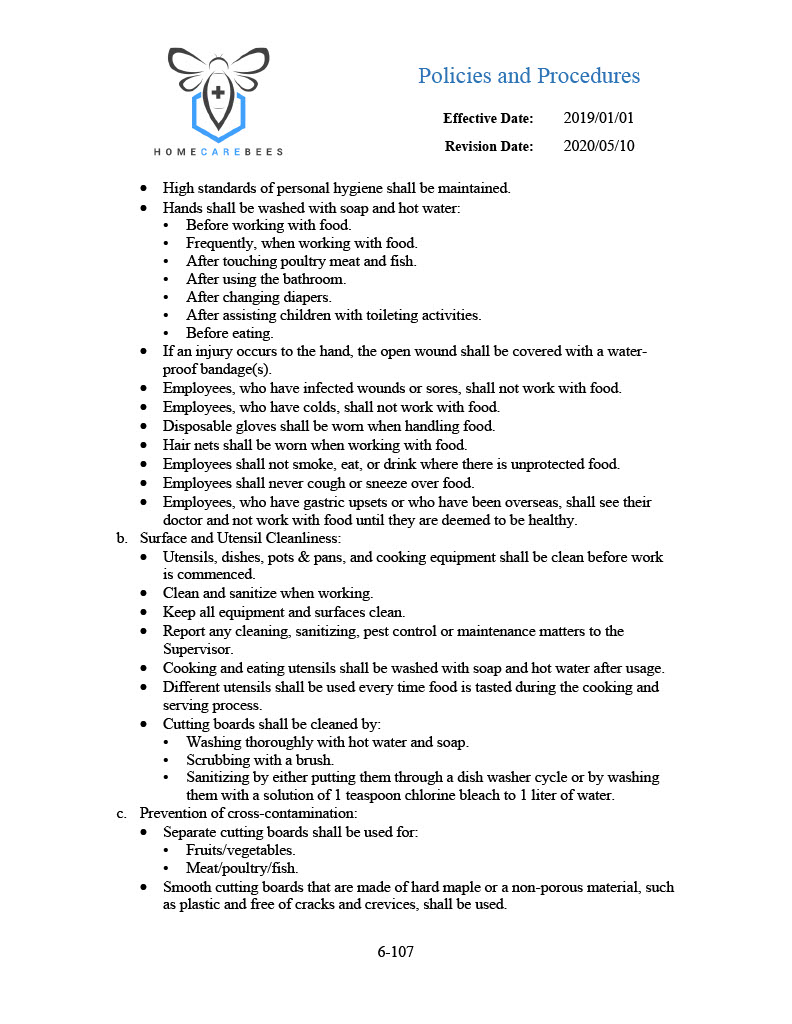 Policies and Procedures
Effective Date: 2019/01/01
Revision Date: 2020/05/10
HOMECAREBEES
• High standards of personal hygiene shall be maintained.
• Hands shall be washed with soap and hot water:
• Before working with food.
• Frequently, when working with food.
• After touching poultry meat and fish.
• After using the bathroom.
• After changing diapers.
• After assisting children with toileting activities.
• Before eating.
• If an injury occurs to the hand, the open wound shall be covered with a water-
proof bandage(s).
• Employees, who have infected wounds or sores, shall not work with food.
• Employees, who have colds, shall not work with food.
• Disposable gloves shall be worn when handling food.
• Hair nets shall be worn when working with food.
• Employees shall not smoke, eat, or drink where there is unprotected food.
• Employees shall never cough or sneeze over food.
• Employees, who have gastric upsets or who have been overseas, shall see their
doctor and not work with food until they are deemed to be healthy.
b. Surface and Utensil Cleanliness:
• Utensils, dishes, pots & pans, and cooking equipment shall be clean before work
is commenced.
• Clean and sanitize when working.
• Keep all equipment and surfaces clean.
• Report any cleaning, sanitizing, pest control or maintenance matters to the
Supervisor.
• Cooking and eating utensils shall be washed with soap and hot water after usage.
• Different utensils shall be used every time food is tasted during the cooking and
serving process.
• Cutting boards shall be cleaned by:
• Washing thoroughly with hot water and soap.
• Scrubbing with a brush.
• Sanitizing by either putting them through a dish washer cycle or by washing
them with a solution of 1 teaspoon chlorine bleach to 1 liter of water.
c. Prevention of cross-contamination:
• Separate cutting boards shall be used for:
• Fruits/vegetables.
• Meat/poultry/fish.
• Smooth cutting boards that are made of hard maple or a non-porous material, such
as plastic and free of cracks and crevices, shall be used.
6-107